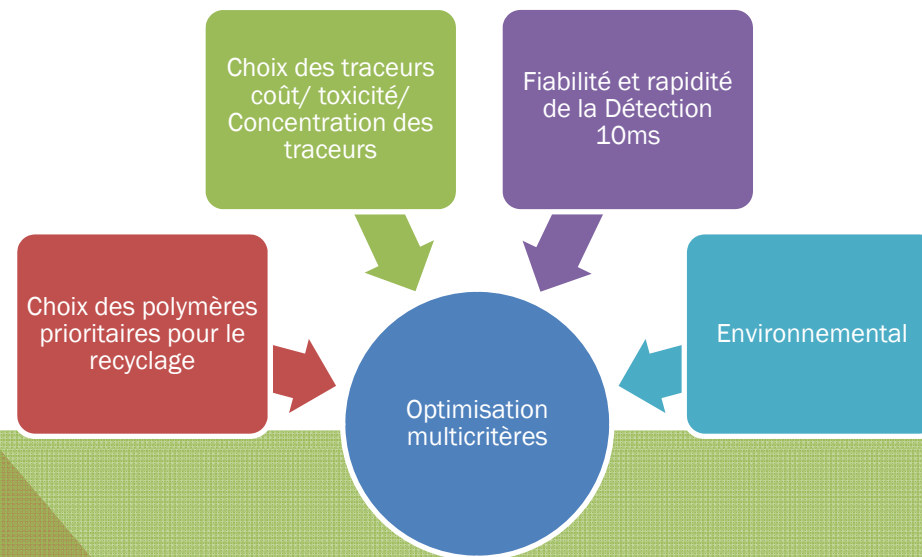 Choix des traceurs
coût/ toxicité/
Concentration des
traceurs
Fiabilité et rapidité
de la Détection
10ms
Choix des polymères
prioritaires pour le
recyclage
Environnemental
Optimisation
multicritères